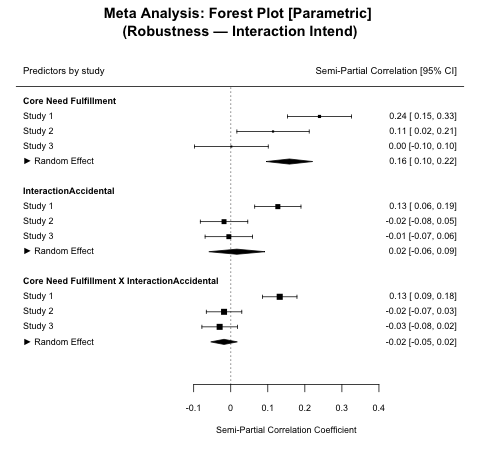 Meta Analysis: Forest Plot [Parametric]
(Robustness — Interaction Intend)
Predictors by study Semi-Partial Correlation [95% CI]
Core Need Fulfillment
Study 1 0.24 [ 0.15, 0.33]
Study 2 0.11 [ 0.02, 0.21]
Study 3 0.00 [-0.10, 0.10]
► Random Effect 0.16 [ 0.10, 0.22]
InteractionAccidental
Study 1 0.13 [ 0.06, 0.19]
Study 2 -0.02 [-0.08, 0.05]
Study 3 -0.01 [-0.07, 0.06]
► Random Effect 0.02 [-0.06, 0.09]
Core Need Fulfillment X InteractionAccidental
Study 1 0.13 [ 0.09, 0.18]
Study 2 -0.02 [-0.07, 0.03]
Study 3 -0.03 [-0.08, 0.02]
► Random Effect -0.02 [-0.05, 0.02]
-0.1 0 0.1 0.2 0.3 0.4
Semi-Partial Correlation Coefficient